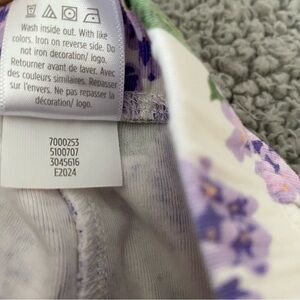 Wash inside out. With like
colors. Iron on reverse side. Do
not iron decoration/ logo.
Retourner avant de laver. Avec
des couleurs similaires. Repasser
sur l'envers. Ne pas repasser la
décoration/ logo.
7000253
5100707
3045616
E2024